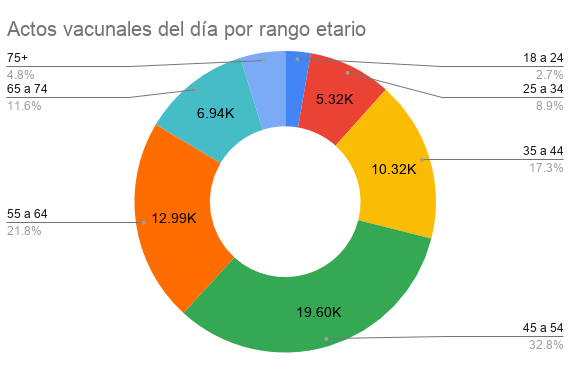 Actos vacunales del día por rango etario
75+
4.8%
65 a 74
11.6%
55 a 64
21.8%
18 a 24
2.7%
25 a 34
8.9%
35 a 44
17.3%
45 a 54
32.8%
5.32K
6.94K
10.32K
12.99K
19.60K